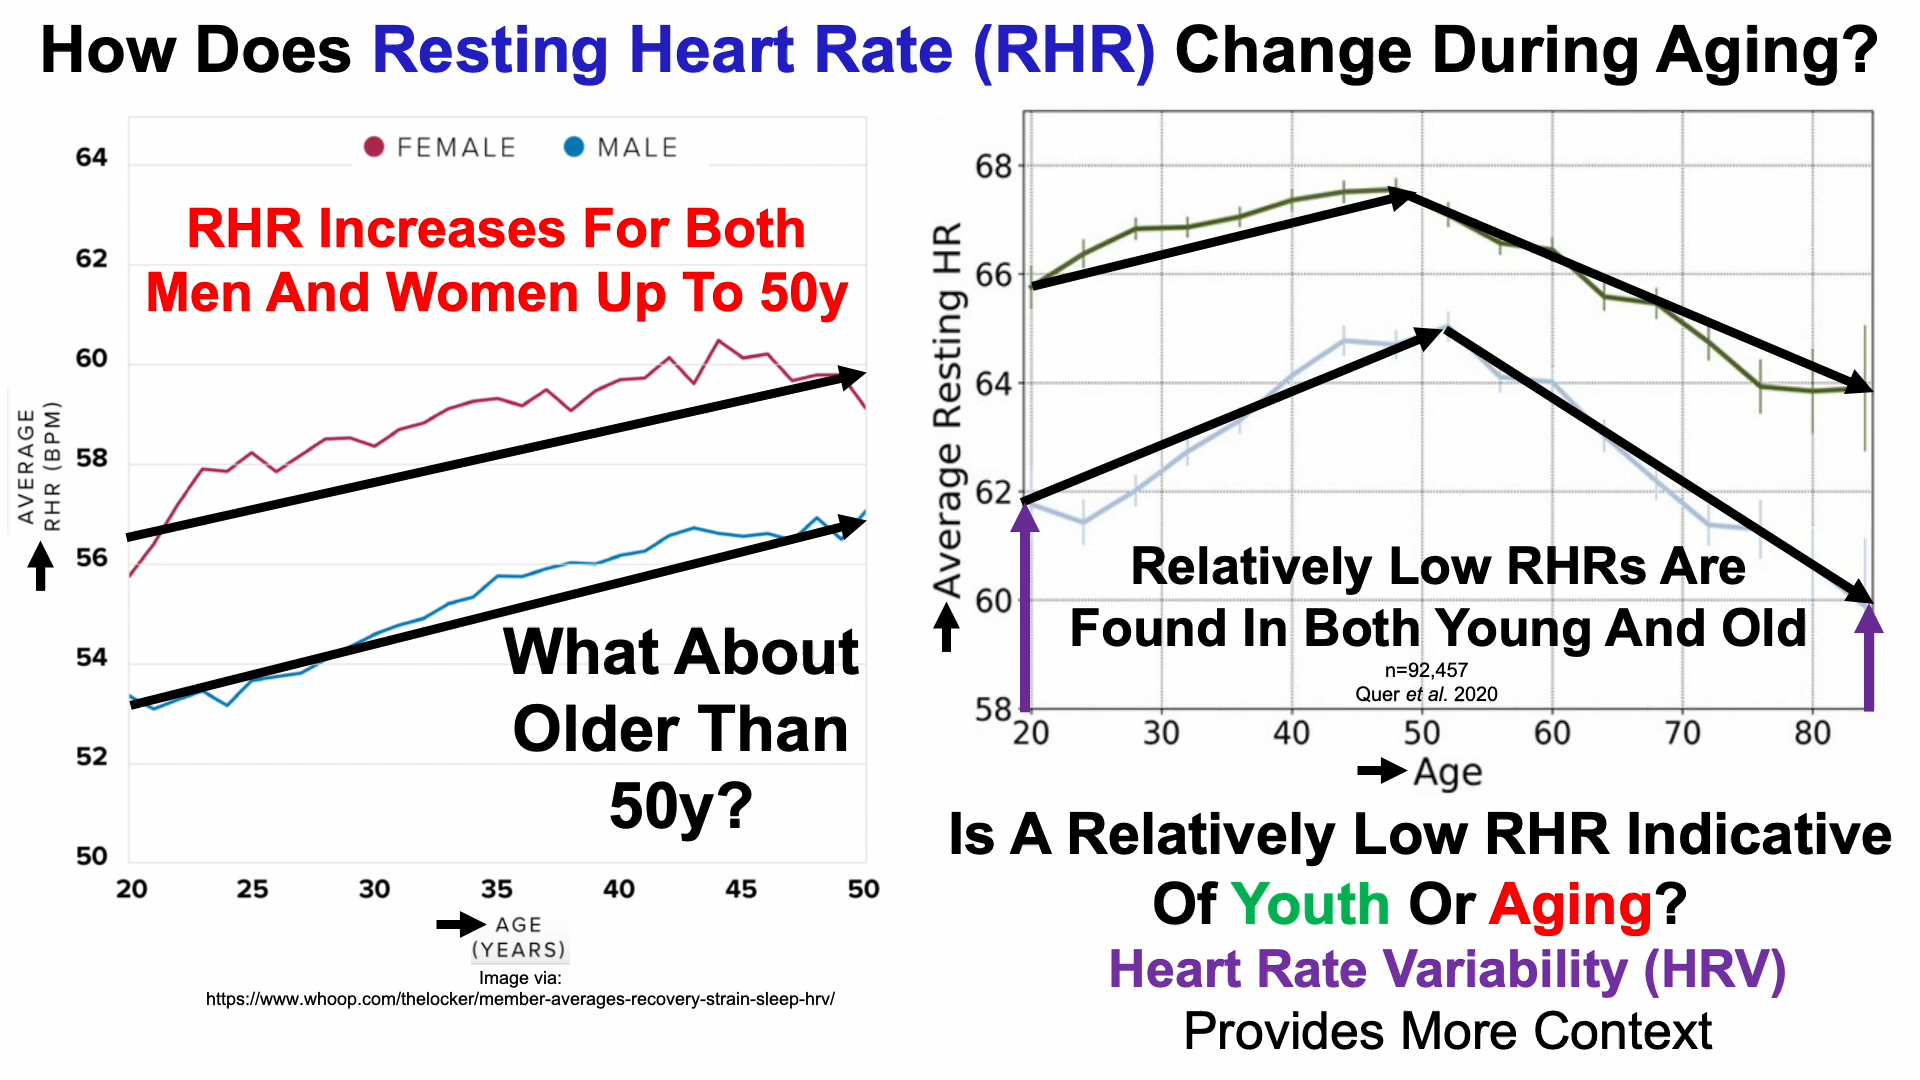 How Does Resting Heart Rate (RHR) Change During Aging?
FEMALE MALE
RHR Increases For Both
Men And Women Up To 50y
64
62
60
58
56
54
52
50
AVERAGE
RHR (BPM)
What About
Older Than
50y?
20 25 30 35 40 45 50
AGE
(YEARS)
Image via:
https://www.whoop.com/thelocker/member-averages-recovery-strain-sleep-hrv/
68
66
64
62
60
58
Average Resting HR
Relatively Low RHRs Are
Found In Both Young And Old
n=92,457
Quer et al. 2020
20 30 40 50 60 70 80
Age
Is A Relatively Low RHR Indicative
Of Youth Or Aging?
Heart Rate Variability (HRV)
Provides More Context